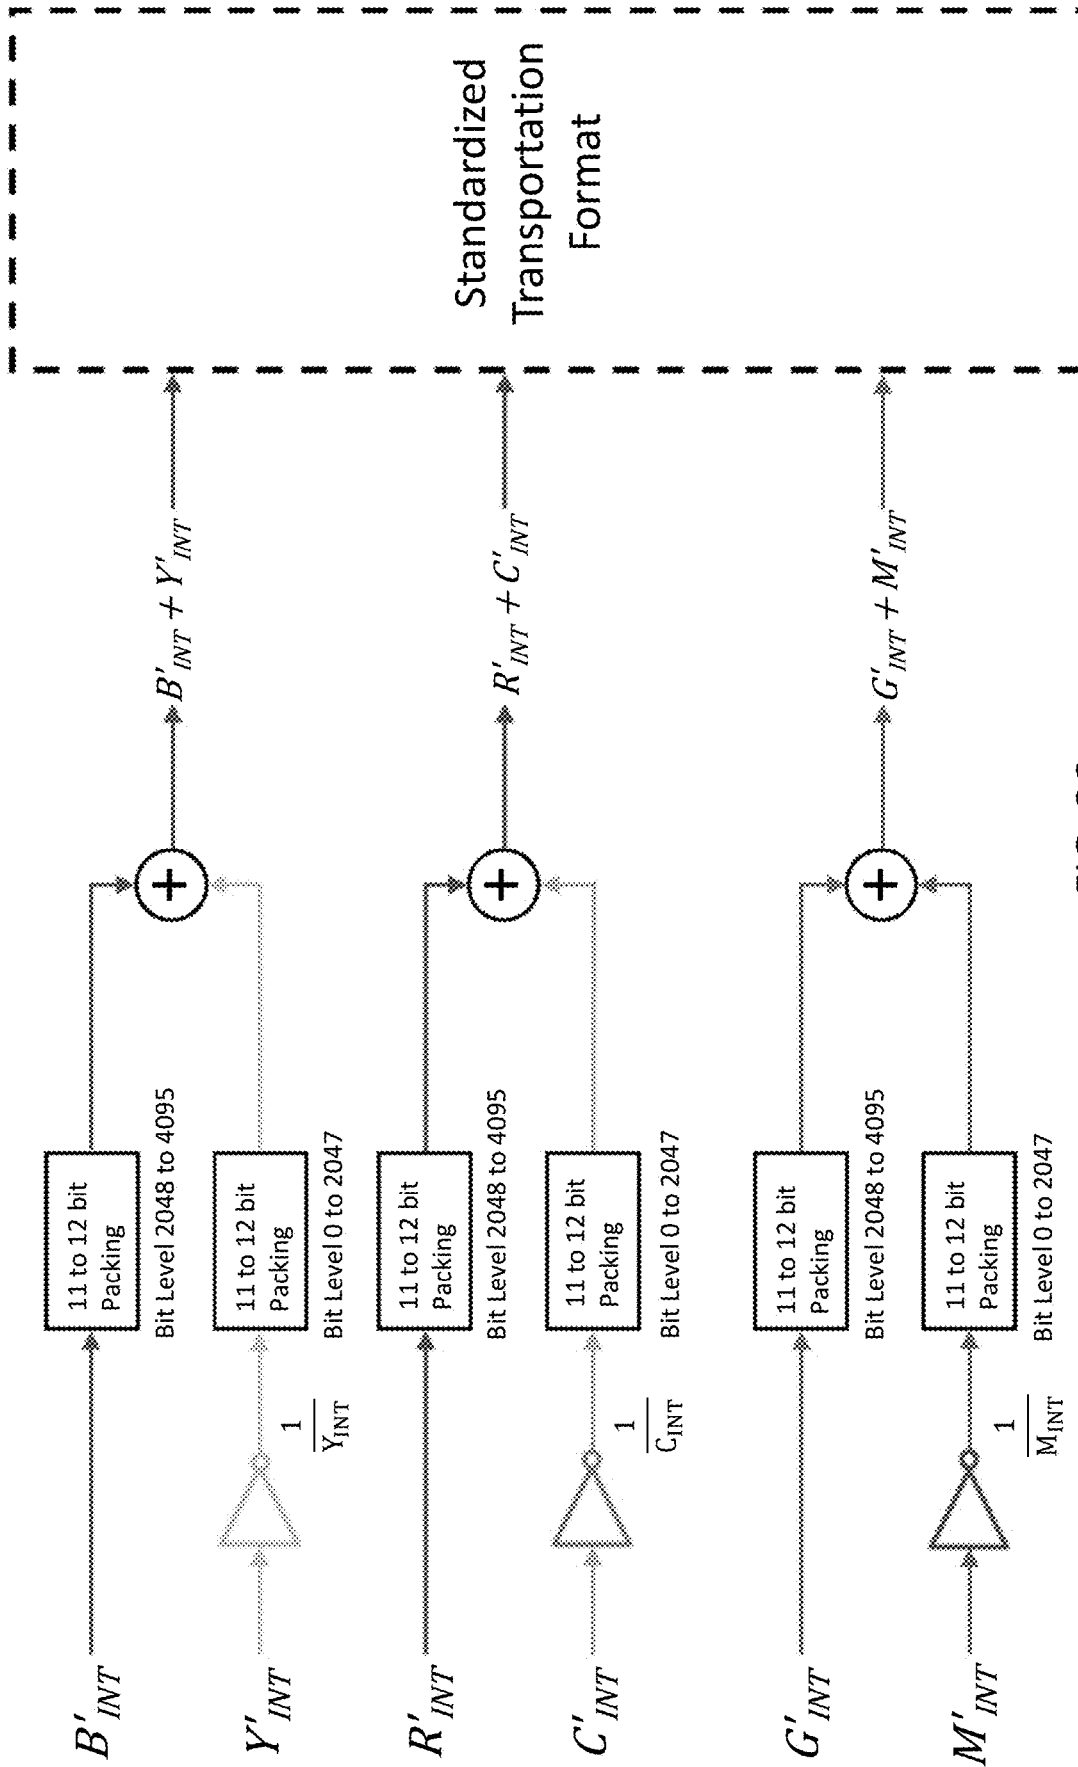 B'INT
11 to 12 bit
Packing
Bit Level 2048 to 4095
Y'INT
1
YINT
11 to 12 bit
Packing
Bit Level 0 to 2047
+
B'INT + Y'INT
R'INT
11 to 12 bit
Packing
Bit Level 2048 to 4095
C'INT
1
CINT
11 to 12 bit
Packing
Bit Level 0 to 2047
+
R'INT + C'INT
G'INT
11 to 12 bit
Packing
Bit Level 2048 to 4095
M'INT
1
MINT
11 to 12 bit
Packing
Bit Level 0 to 2047
+
G'INT + M'INT
Standardized
Transportation
Format